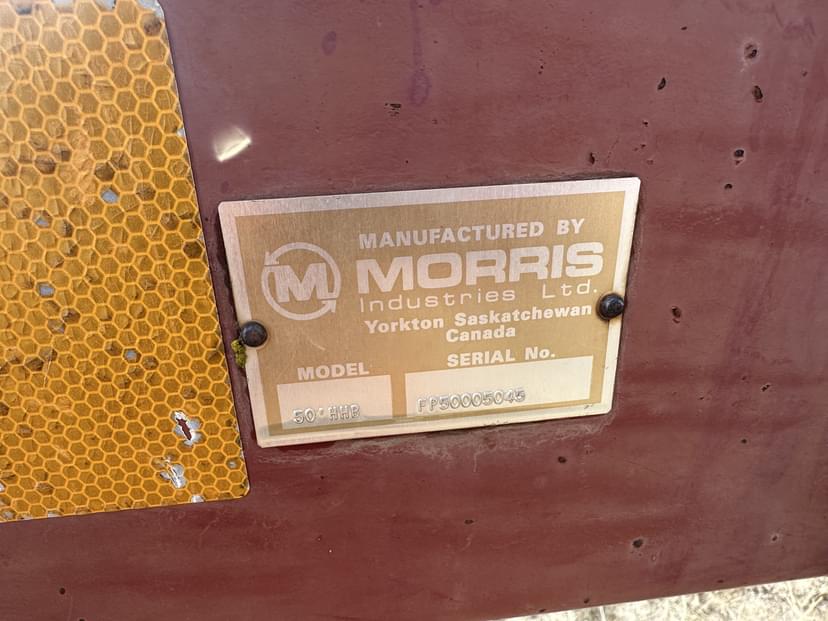 MANUFACTURED BY
M MORRIS
Industries Ltd.
Yorkton Saskatchewan
Canada
MODEL SERIAL No.
50'HHB FP50005045